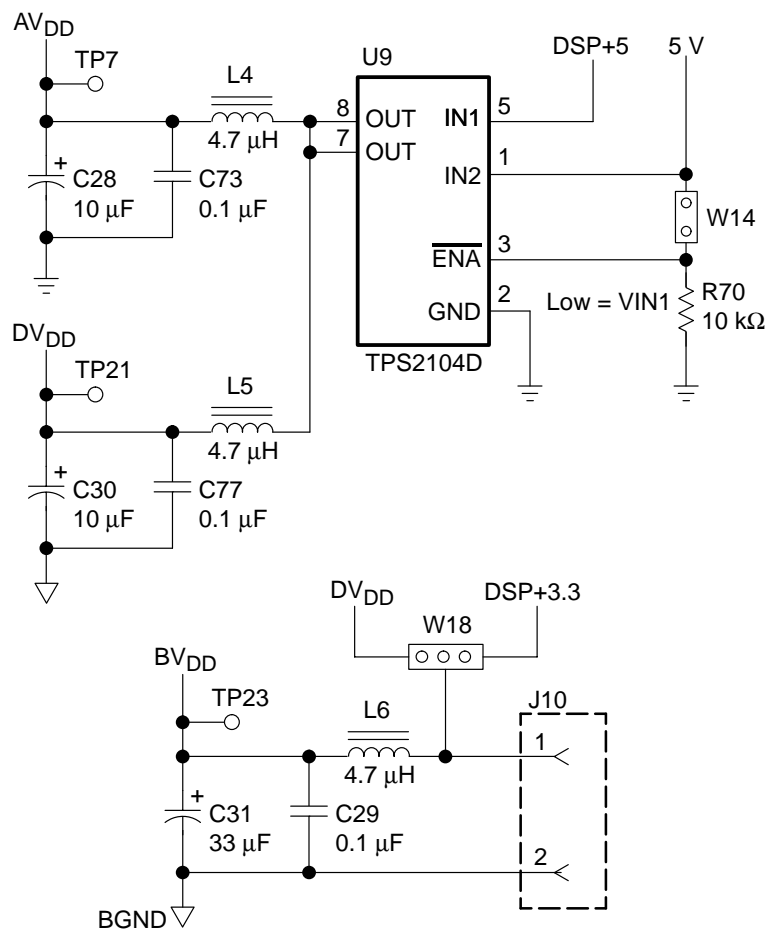 AVDD
TP7
L4
4.7 μH
C28
10 μF
C73
0.1 μF
U9
8
OUT
7
OUT
IN1
5
IN2
1
ENA
3
GND
2
TPS2104D
DSP+5
5 V
W14
Low = VIN1
R70
10 kΩ
DVDD
TP21
L5
4.7 μH
C30
10 μF
C77
0.1 μF
DVDD
DSP+3.3
W18
BVDD
TP23
L6
4.7 μH
J10
1
C31
33 μF
C29
0.1 μF
2
BGND
+
+
+